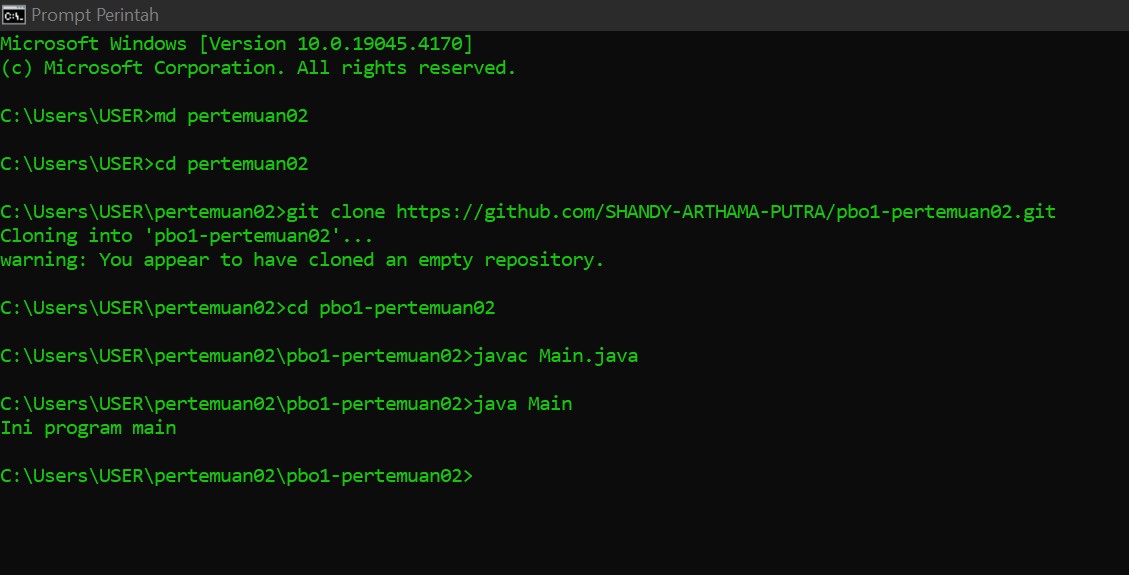 Prompt Perintah
Microsoft Windows [Version 10.0.19045.4170]
(c) Microsoft Corporation. All rights reserved.
C:\Users\USER>md pertemuan02
C:\Users\USER>cd pertemuan02
C:\Users\USER\pertemuan02>git clone https://github.com/SHANDY-ARTHAMA-PUTRA/pbo1-pertemuan02.git
Cloning into 'pbo1-pertemuan02'...
warning: You appear to have cloned an empty repository.
C:\Users\USER\pertemuan02>cd pbo1-pertemuan02
C:\Users\USER\pertemuan02\pbo1-pertemuan02>javac Main.java
C:\Users\USER\pertemuan02\pbo1-pertemuan02>java Main
Ini program main
C:\Users\USER\pertemuan02\pbo1-pertemuan02>